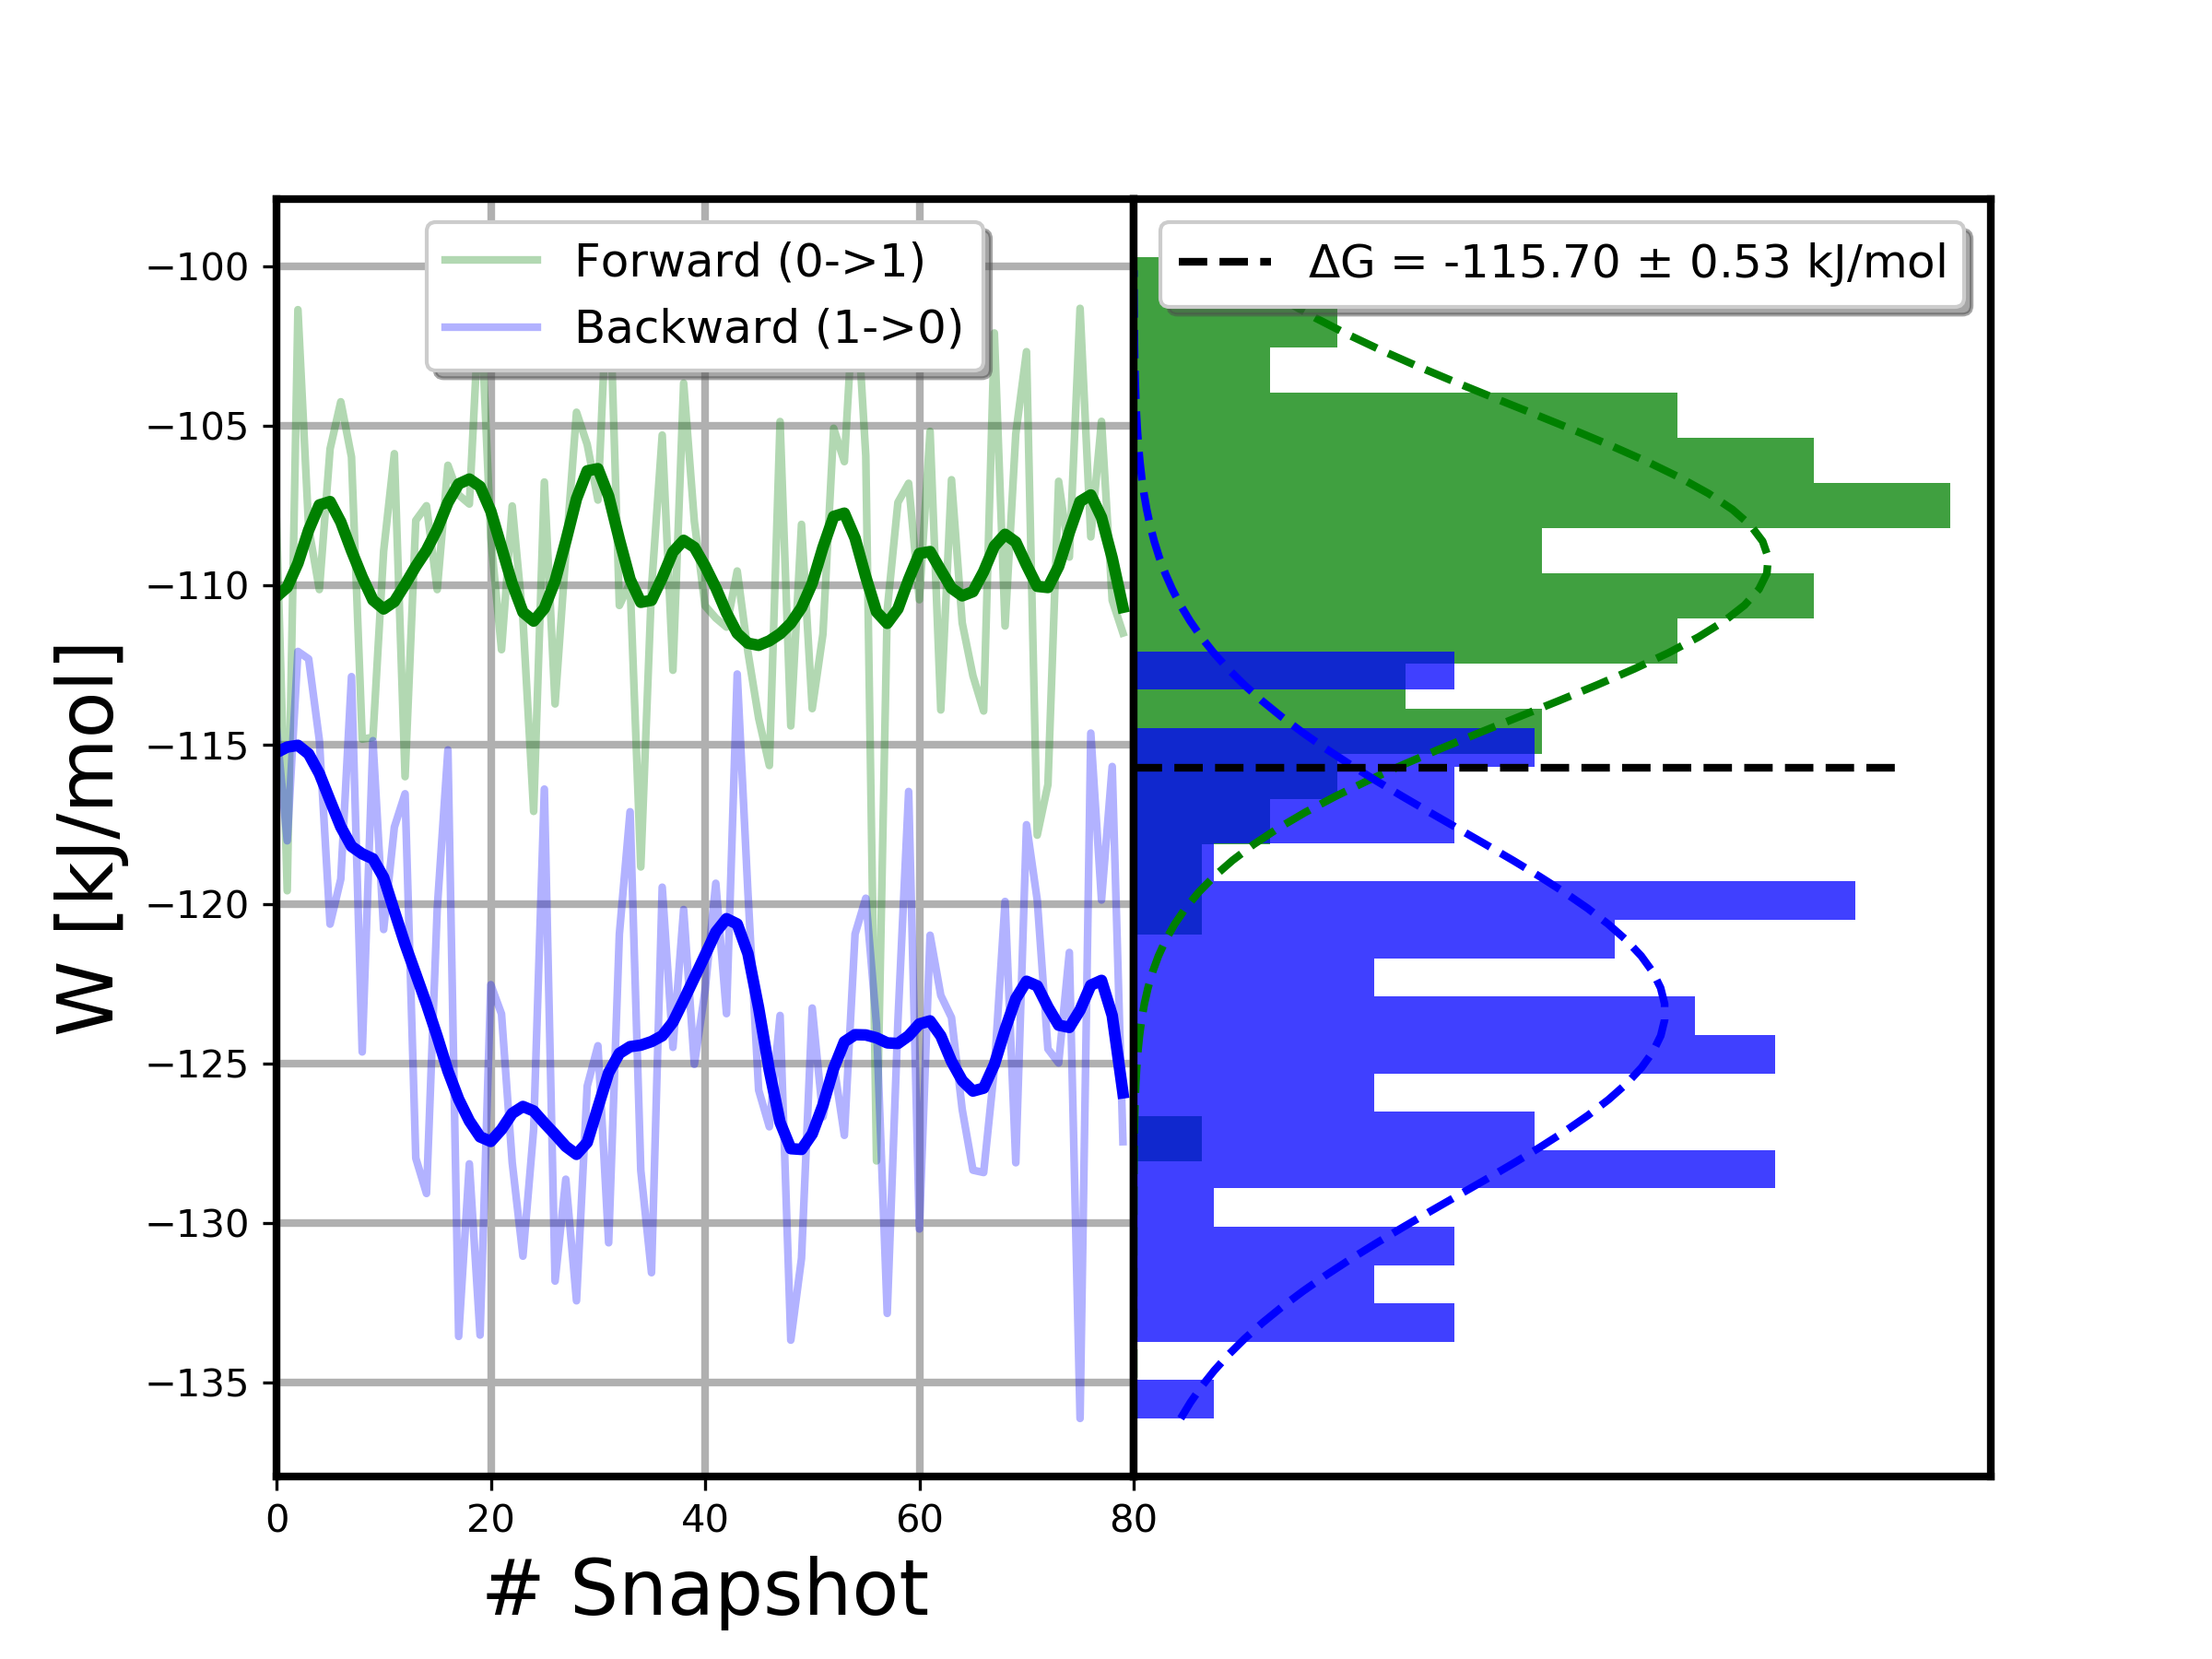 Forward (0->1)
Backward (1->0)
ΔG = -115.70 ± 0.53 kJ/mol
−100
−105
−110
−115
−120
−125
−130
−135
W [kJ/mol]
0 20 40 60 80
# Snapshot